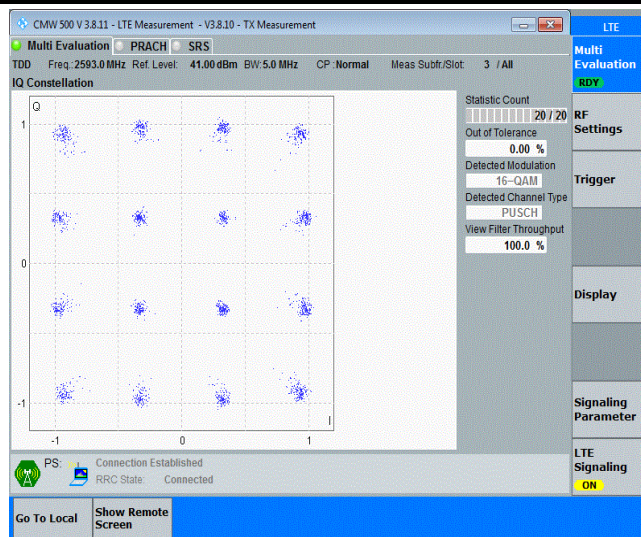 CMW 500 V 3.8.11 - LTE Measurement - V3.8.10 - TX Measurement
Multi Evaluation PRACH SRS
TDD Freq.:2593.0 MHz Ref. Level: 41.00 dBm BW:5.0 MHz CP :Normal Meas Subfr./Slot: 3 / All
IQ Constellation
Q
1
0
-1
I
-1 0 1
Statistic Count
20 / 20
Out of Tolerance
0.00 %
Detected Modulation
16-QAM
Detected Channel Type
PUSCH
View Filter Throughput
100.0 %
PS: Connection Established
RRC State: Connected
LTE
Multi
Evaluation
RDY
RF
Settings
Trigger
Display
Signaling
Parameter
LTE
Signaling
ON
Go To Local
Show Remote
Screen